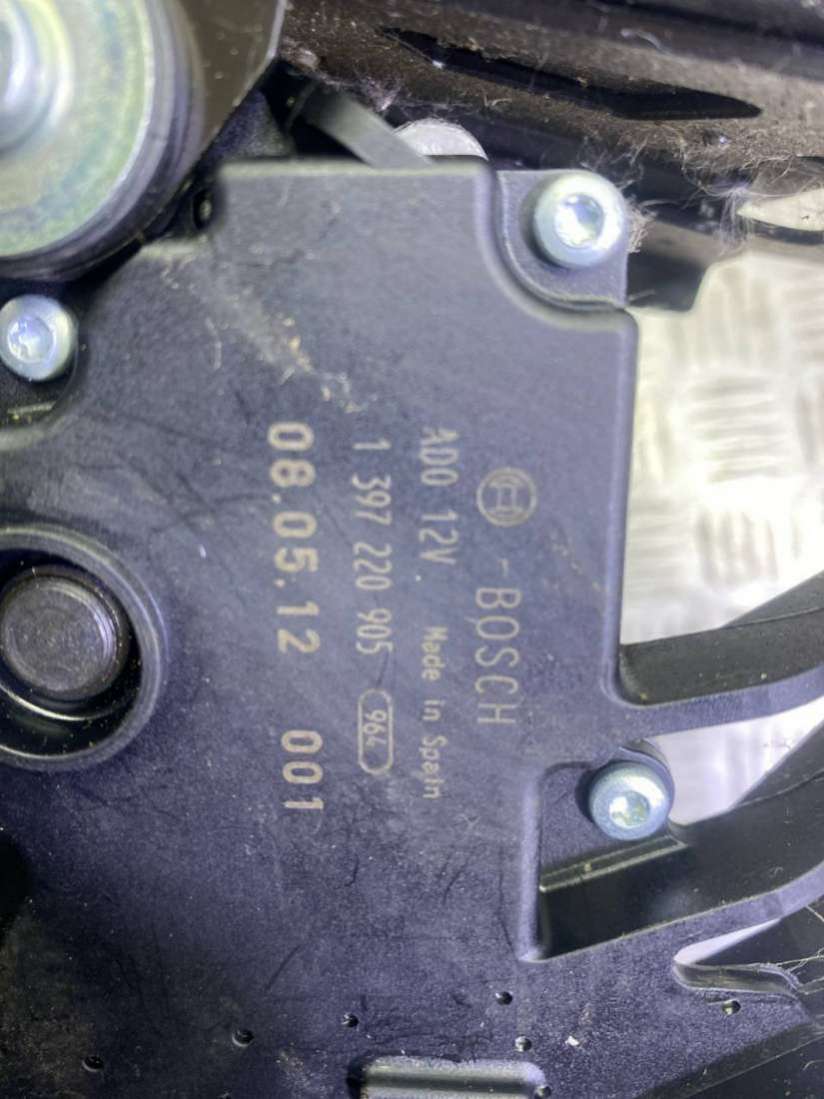 BOSCH
AD0 12V Made in Spain
1 397 220 905 964
08.05.12 001